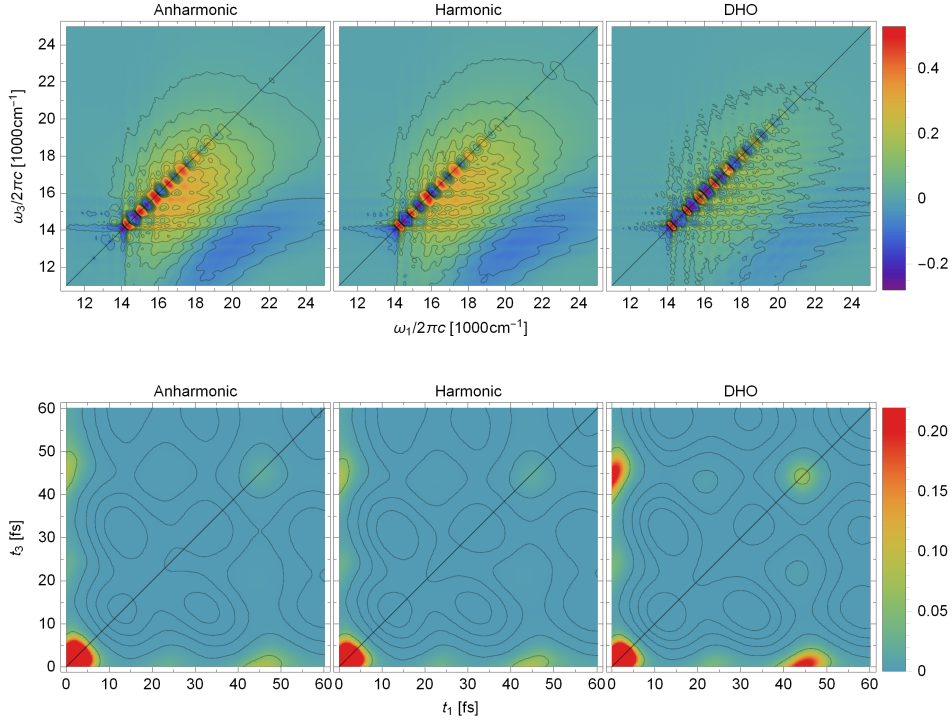 Anharmonic Harmonic DHO
24
22
20
18
16
14
12
ω3/2πc [1000cm−1]
0.4
0.2
0
−0.2
12 14 16 18 20 22 24 12 14 16 18 20 22 24 12 14 16 18 20 22 24
ω1/2πc [1000cm−1]
Anharmonic Harmonic DHO
60
50
40
30
20
10
0
t3 [fs]
0.20
0.15
0.10
0.05
0
0 10 20 30 40 50 60 0 10 20 30 40 50 60 0 10 20 30 40 50 60
t1 [fs]